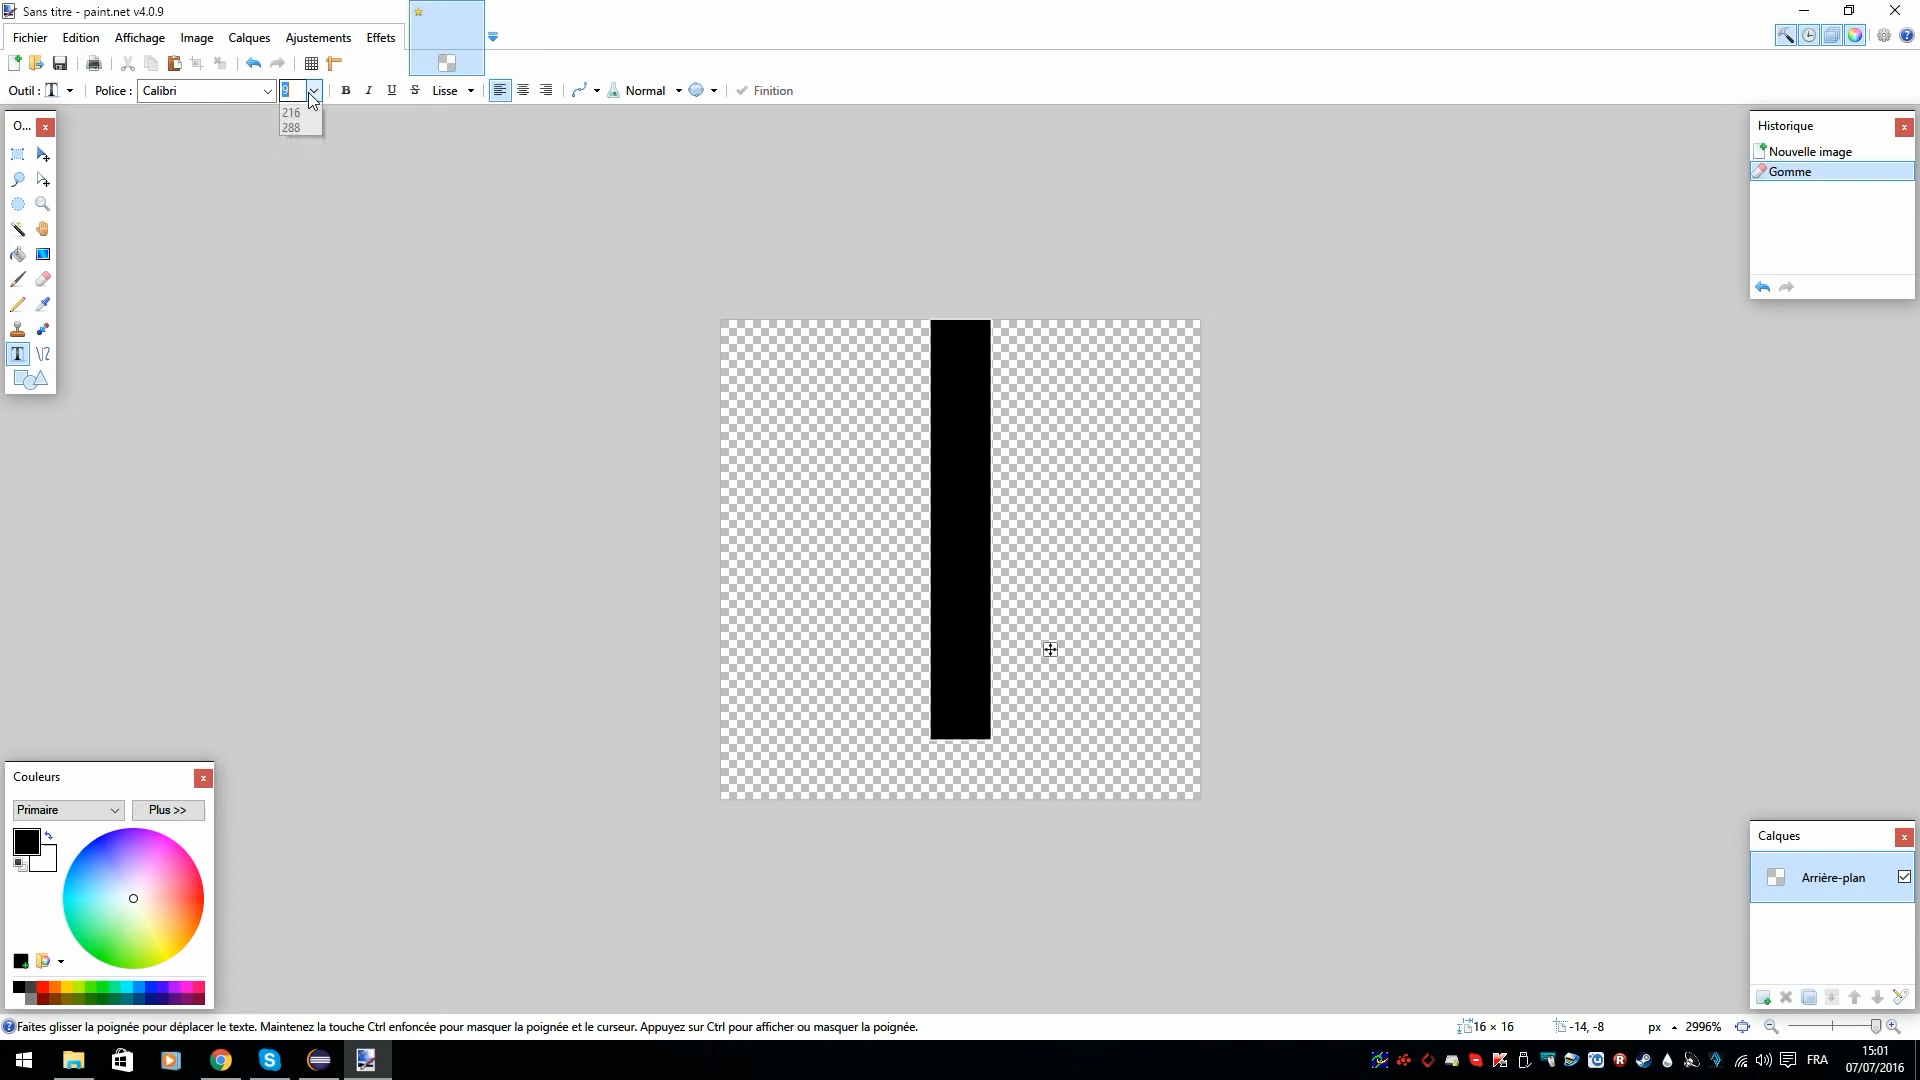 Sans titre - paint.net v4.0.9
Fichier Edition Affichage Image Calques Ajustements Effets
Outil : Police : Calibri 9 B I U S Lisse Normal Finition
216
288
O...
Historique
Nouvelle image
Gomme
Couleurs
Primaire Plus >>
Calques
Arrière-plan
Faites glisser la poignée pour déplacer le texte. Maintenez la touche Ctrl enfoncée pour masquer la poignée et le curseur. Appuyez sur Ctrl pour afficher ou masquer la poignée. 16 × 16 -14, -8 px 2996%
FRA 15:01
07/07/2016